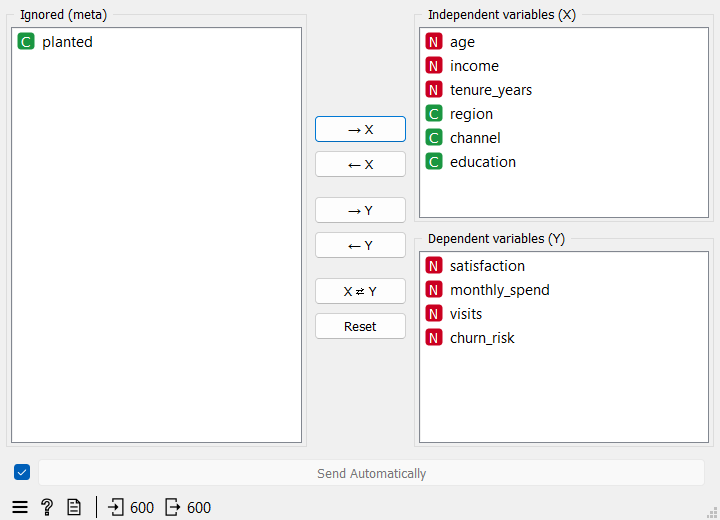 Ignored (meta)
C planted
→ X
← X
→ Y
← Y
X ⇄ Y
Reset
Independent variables (X)
N age
N income
N tenure_years
C region
C channel
C education
Dependent variables (Y)
N satisfaction
N monthly_spend
N visits
N churn_risk
Send Automatically
? 600 600